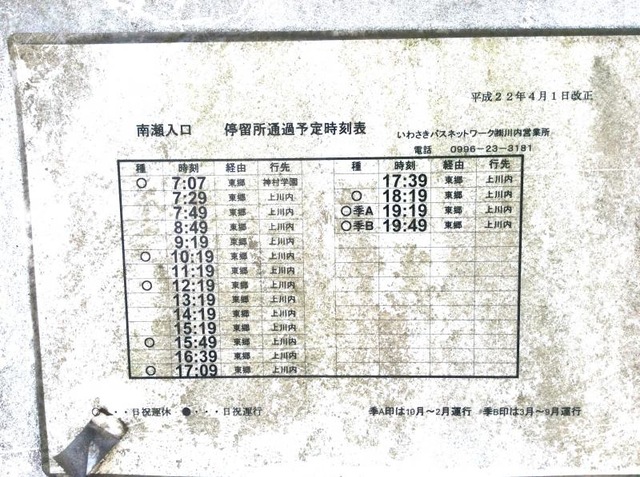 平成22年4月1日改正
南瀬入口 停留所通過予定時刻表 いわさきバスネットワーク㈱川内営業所
電話 0996-23-3181
種 時刻 経由 行先
○ 7:07 東郷 神村学園
7:29 東郷 上川内
7:49 東郷 上川内
8:49 東郷 上川内
9:19 東郷 上川内
○ 10:19 東郷 上川内
11:19 東郷 上川内
○ 12:19 東郷 上川内
13:19 東郷 上川内
14:19 東郷 上川内
15:19 東郷 上川内
○ 15:49 東郷 上川内
16:39 東郷 上川内
○ 17:09 東郷 上川内
種 時刻 経由 行先
17:39 東郷 上川内
○ 18:19 東郷 上川内
○季A 19:19 東郷 上川内
○季B 19:49 東郷 上川内
○・・・日祝運休 ●・・・日祝運行 季A印は10月～2月運行 季B印は3月～9月運行